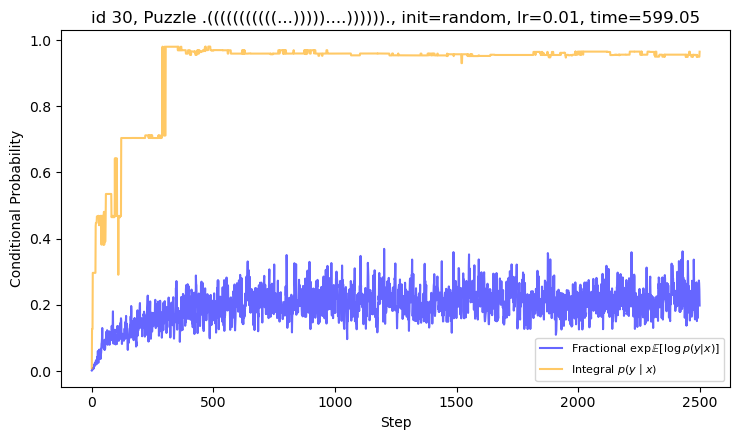 id 30, Puzzle .(((((((((((...)))))....))))))., init=random, lr=0.01, time=599.05
Conditional Probability
1.0
0.8
0.6
0.4
0.2
0.0
0
500
1000
1500
2000
2500
Step
Fractional exp𝔼[log p(y|x)]
Integral p(y | x)